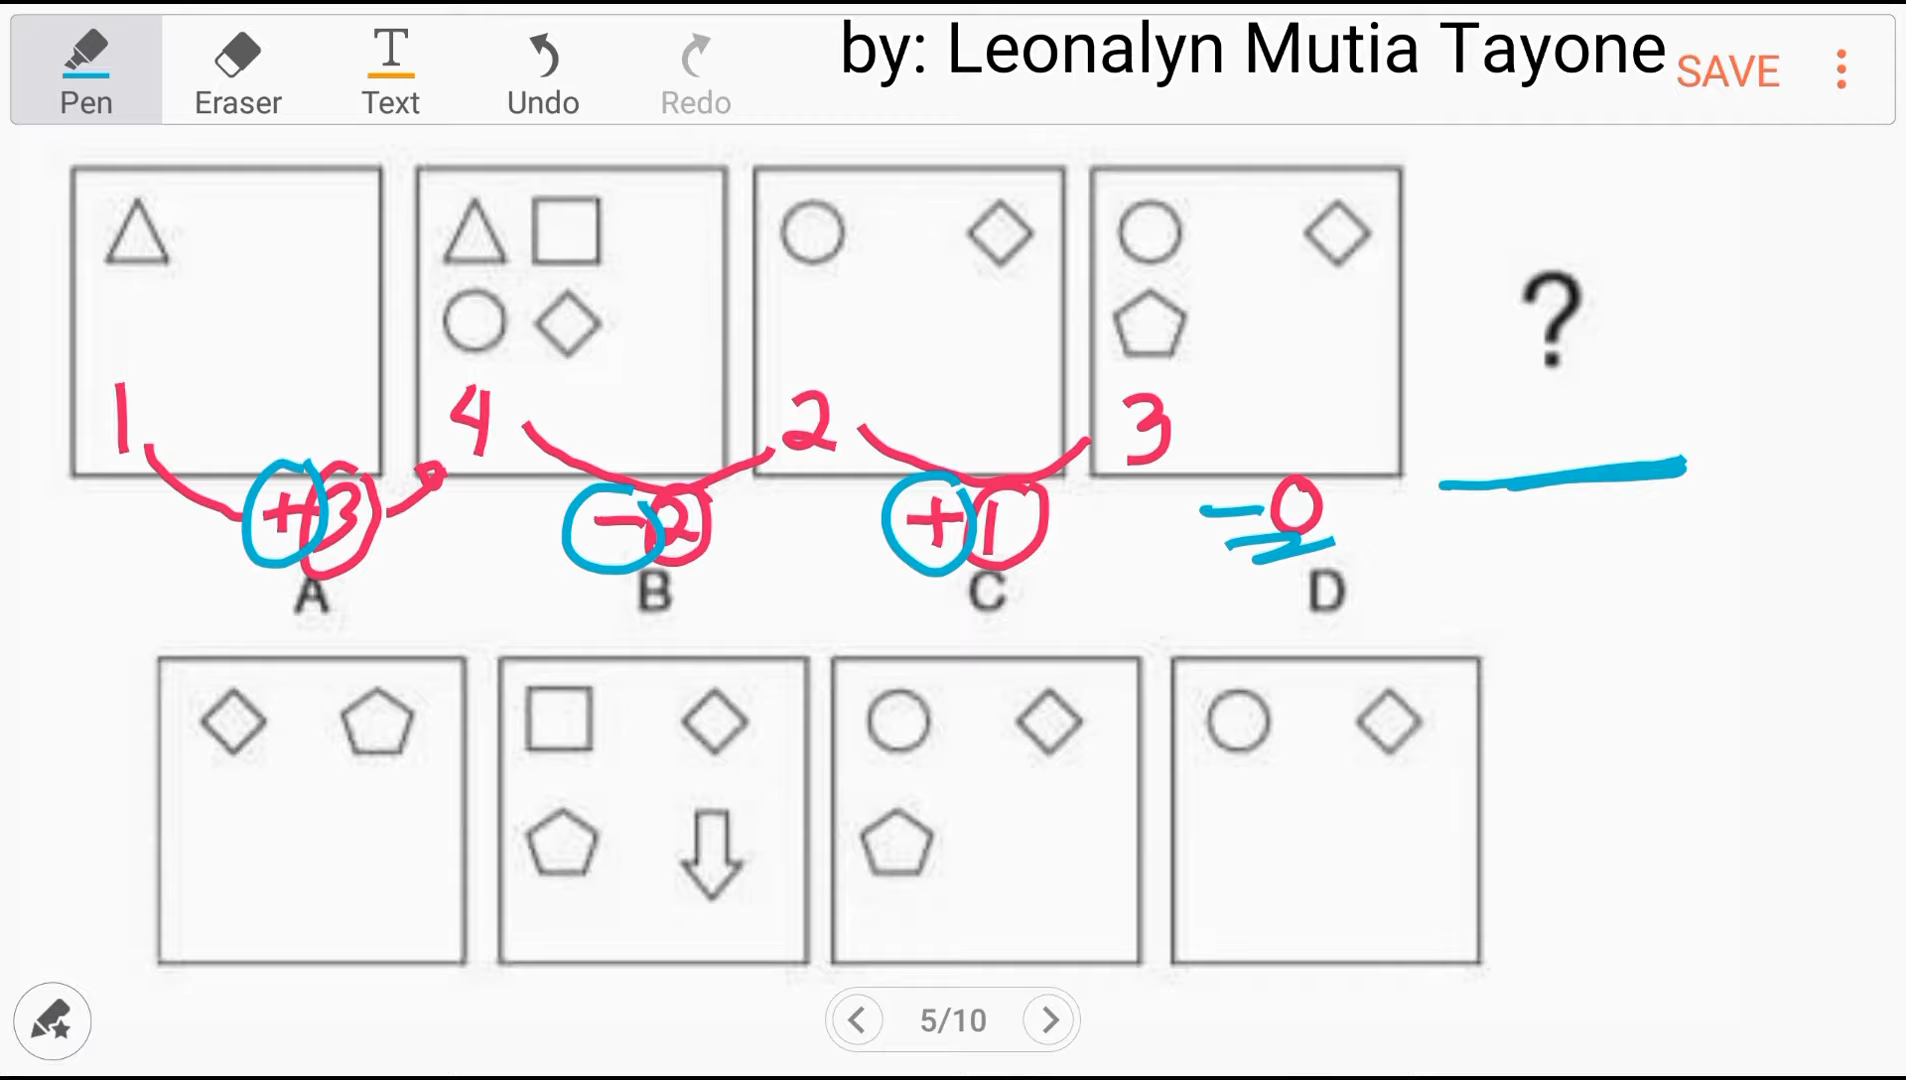 by: Leonalyn Mutia Tayone
Pen
Eraser
Text
Undo
Redo
SAVE
?
1 4 2 3
+3 -2 +1 -0
A B C D
5/10